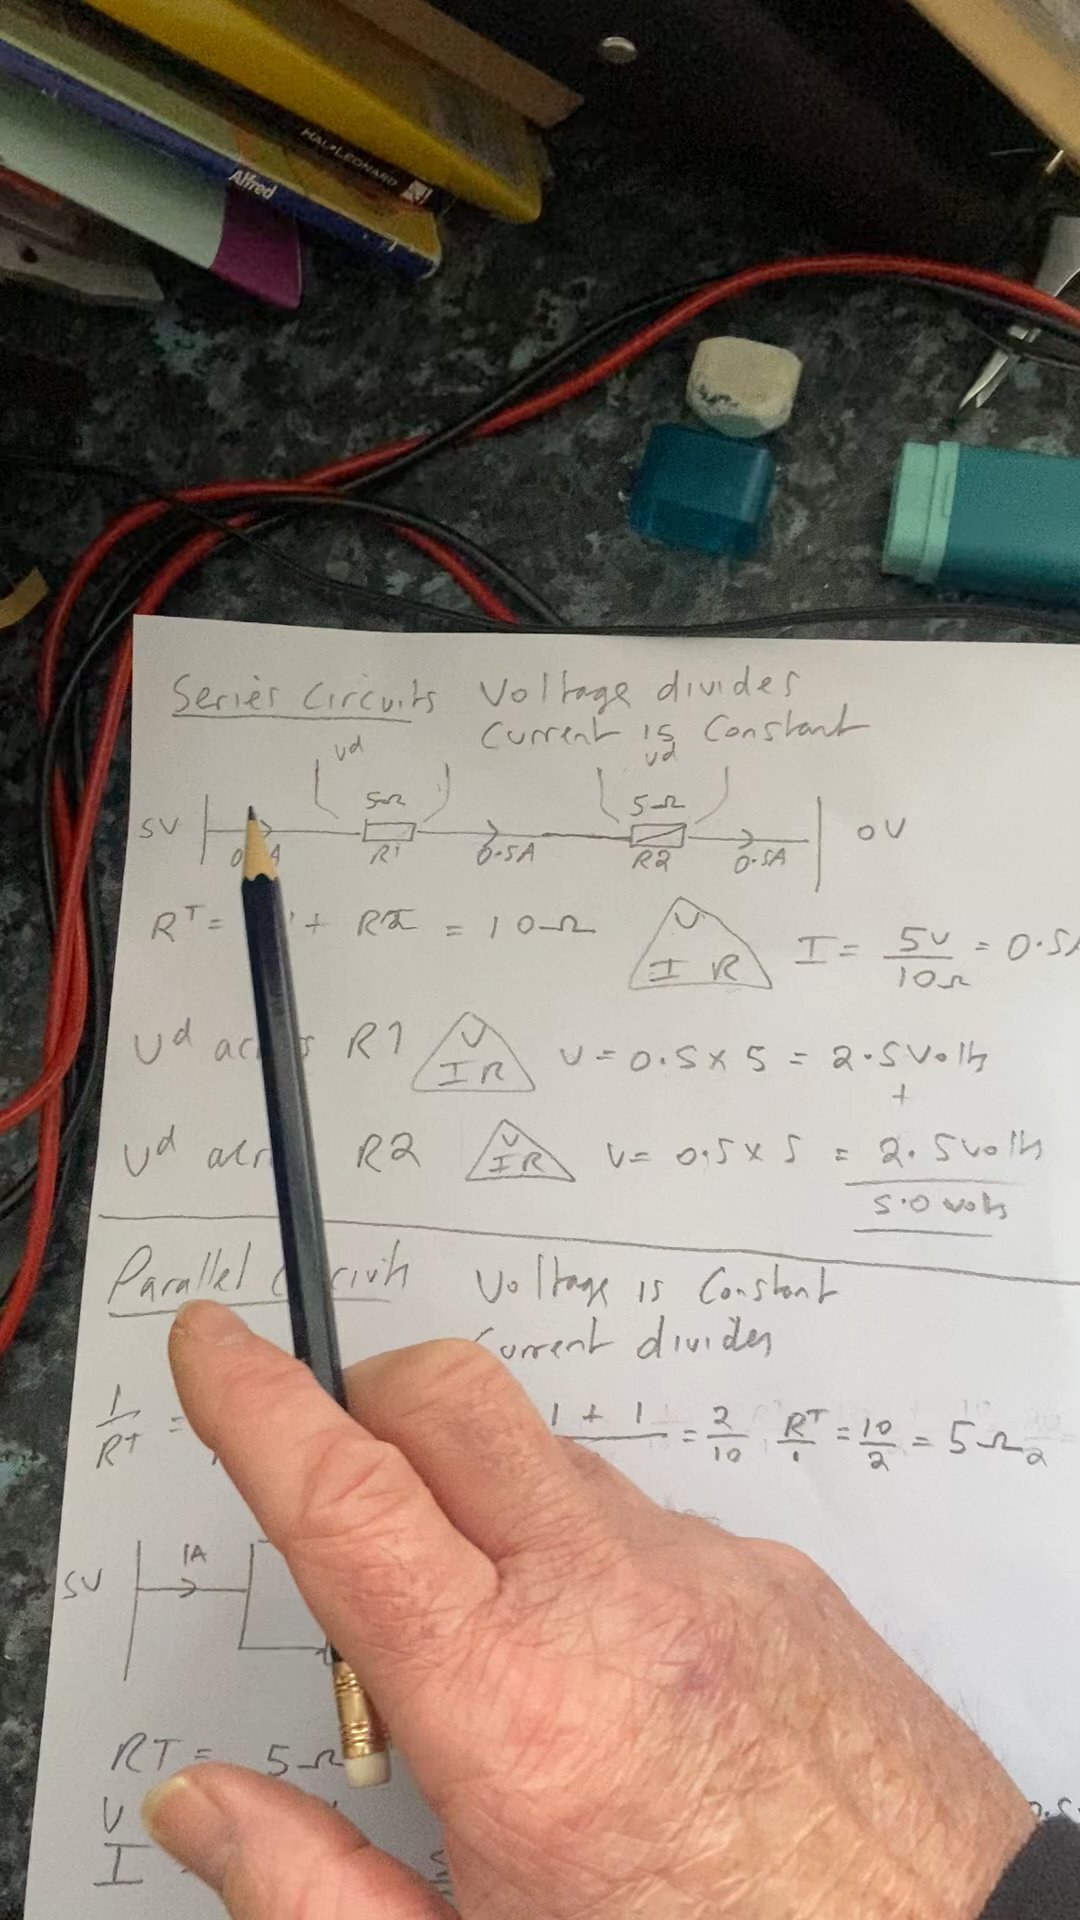 HAL•LEONARD
Alfred
Series Circuits Voltage divides
Current is Constant
Vd Vd
5Ω 5Ω
5V 0V
A R1 0.5A R2 0.5A
RT = + R2 = 10Ω V I R I = 5V/10Ω = 0.5A
Vd R1 V I R V = 0.5 x 5 = 2.5 Volts
+
Vd R2 V I R V = 0.5 x 5 = 2.5 volts
5.0 volts
Parallel Voltage is Constant
Current divides
1/RT = 1 + 1 = 2/10 RT/1 = 10/2 = 5Ω
1A
5V
RT = 5Ω
V
I